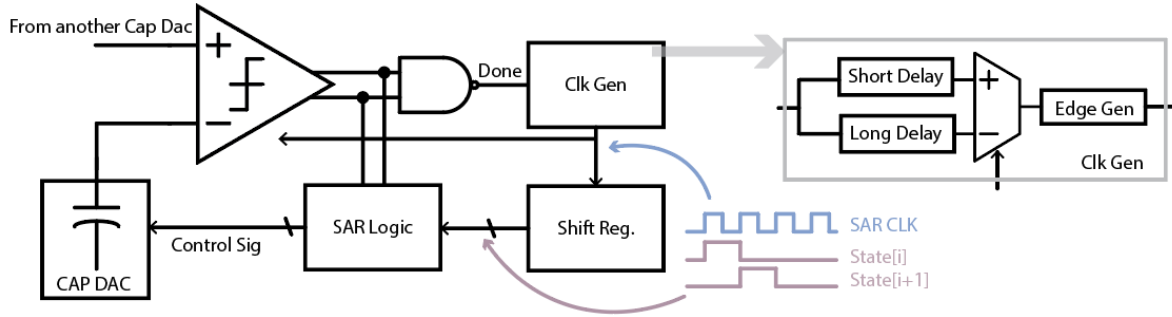 From another Cap Dac
+
−
Done
Clk Gen
Short Delay
Long Delay
+
−
Edge Gen
Clk Gen
CAP DAC
Control Sig
SAR Logic
Shift Reg.
SAR CLK
State[i]
State[i+1]